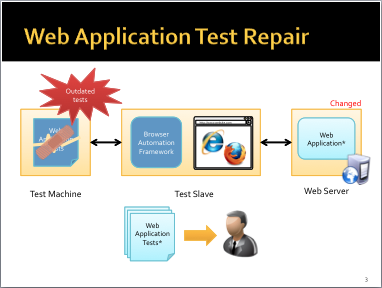 Web Application Test Repair
Outdated
tests
Changed
Web
Browser
Automation
Framework
Web
Application*
Test Machine
Test Slave
Web Server
Web
Application
Tests*
3